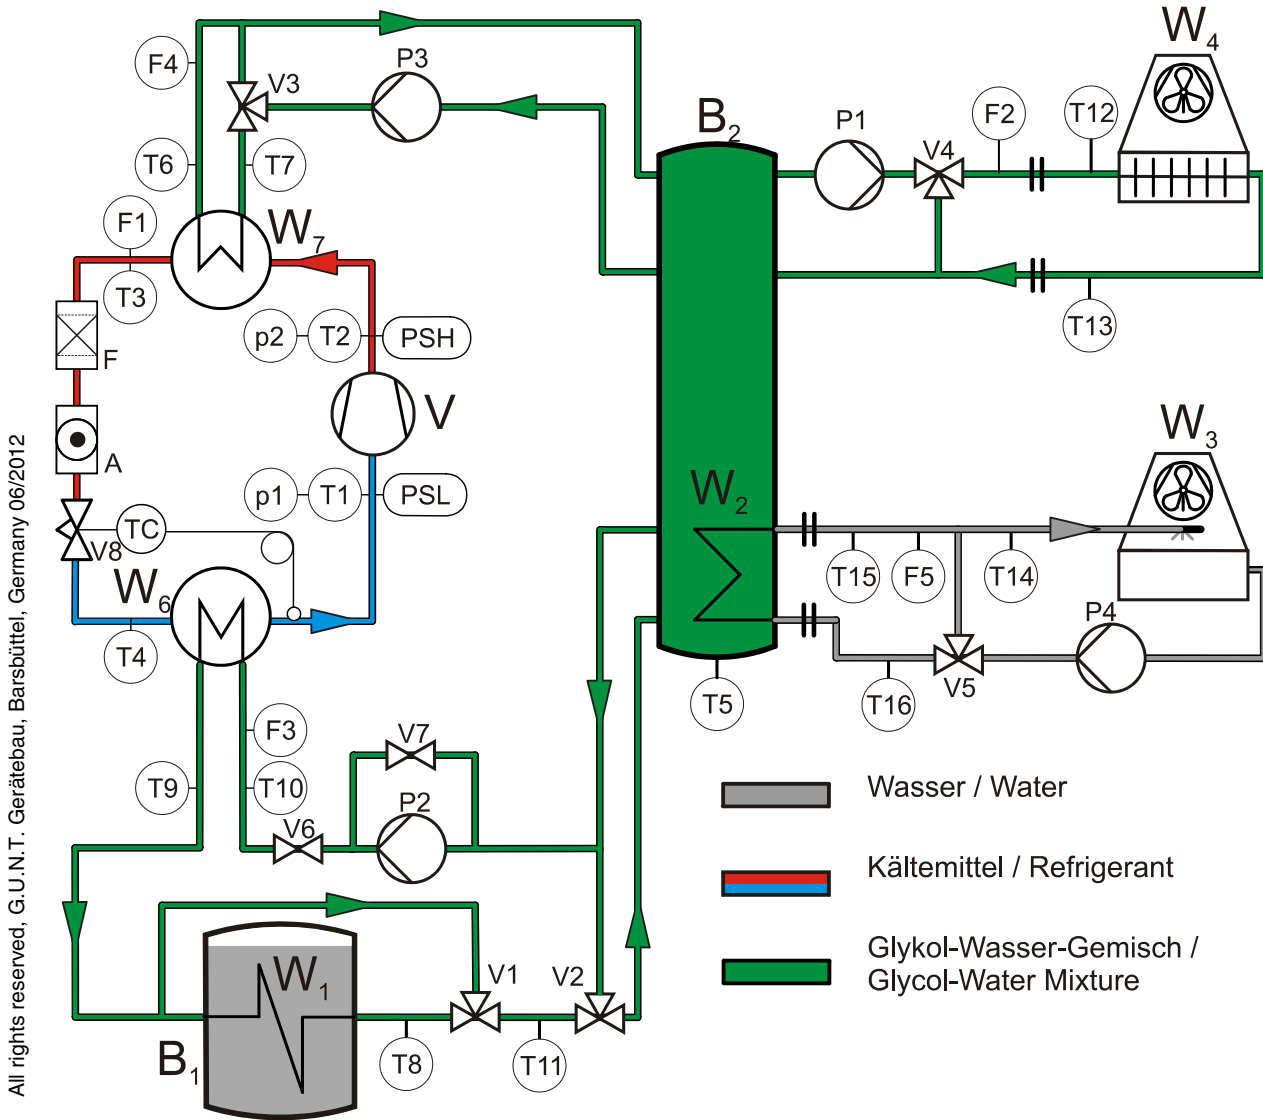 F4
V3
P3
T6
T7
F1
W7
T3
F
p2
T2
PSH
V
A
p1
T1
PSL
TC
V8
W6
T4
B2
P1
V4
F2
T12
W4
T13
W3
W2
T15
F5
T14
P4
T16
V5
T5
F3
V7
T9
T10
P2
V6
W1
V1
V2
B1
T8
T11
Wasser / Water
Kältemittel / Refrigerant
Glykol-Wasser-Gemisch /
Glycol-Water Mixture
All rights reserved, G.U.N.T. Gerätebau, Barsbüttel, Germany 06/2012